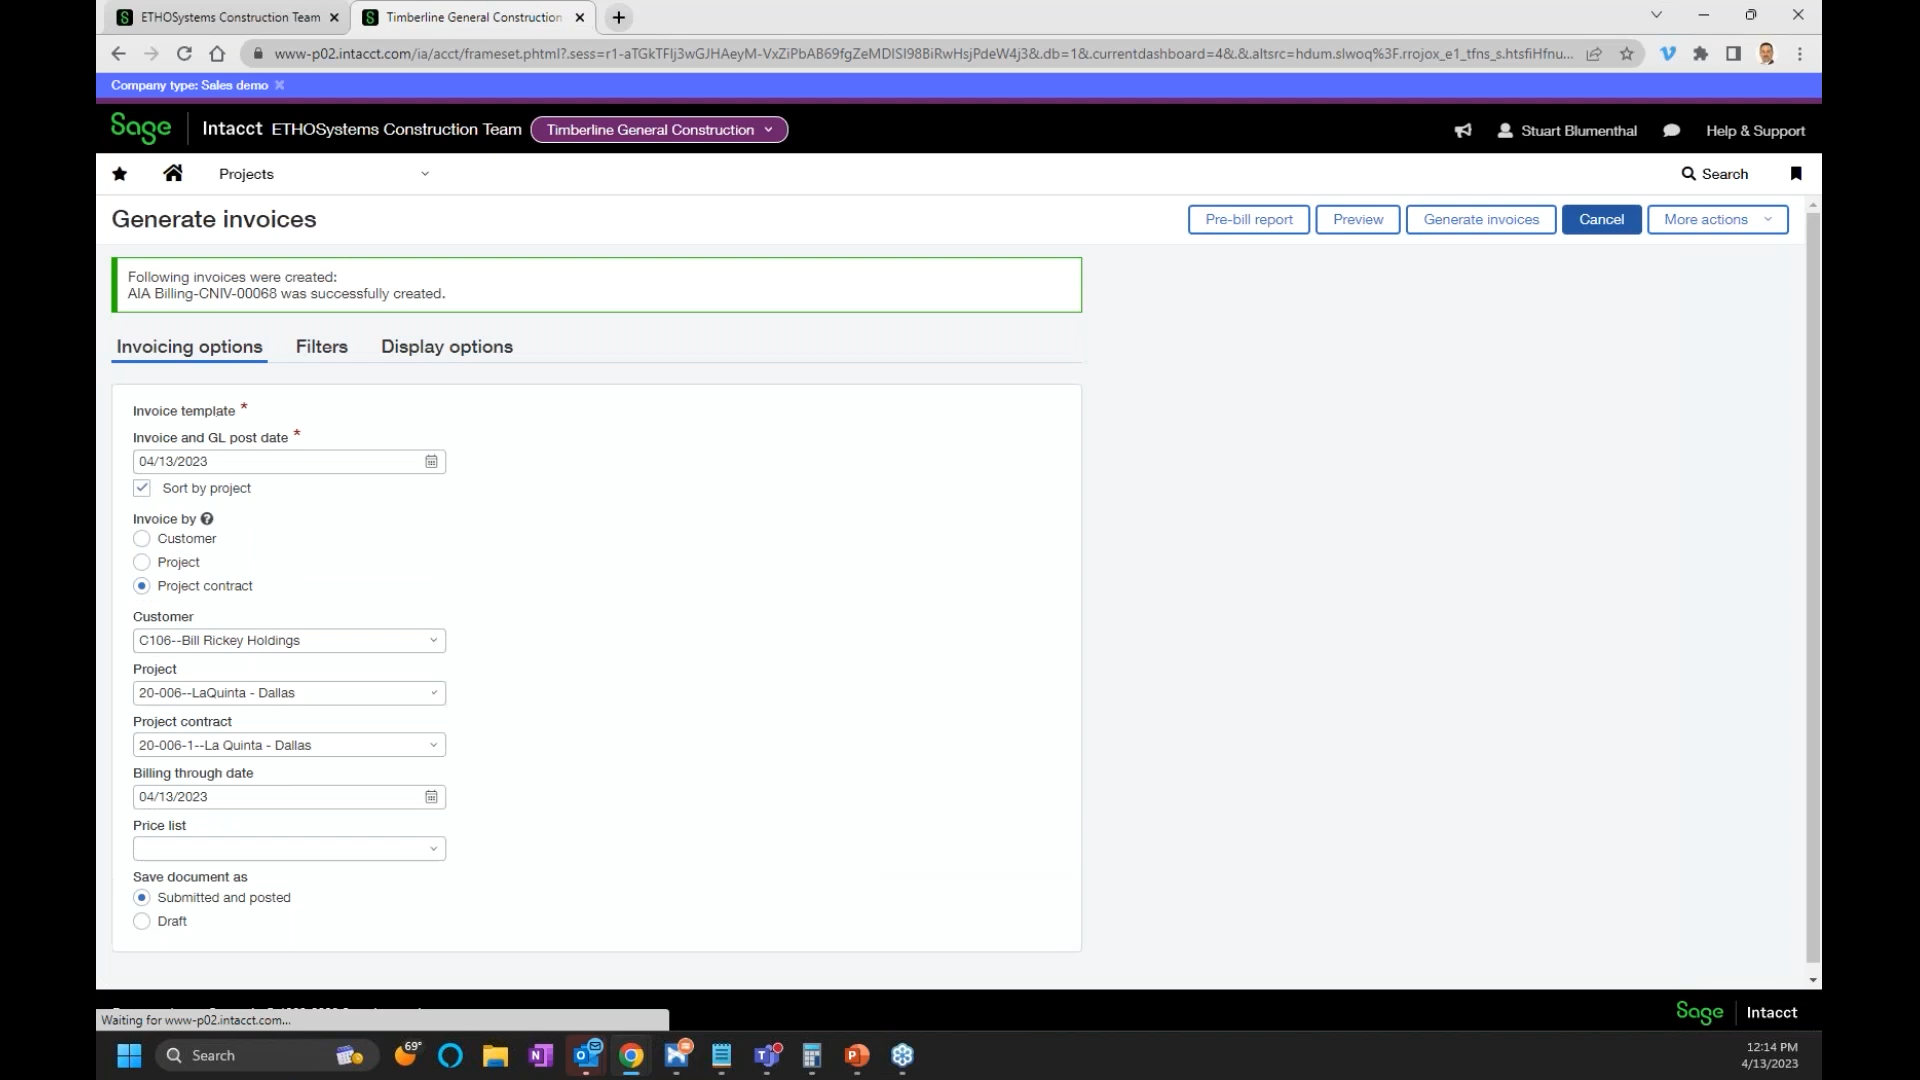 ETHOSystems Construction Team
Timberline General Construction
www-p02.intacct.com/ia/acct/frameset.phtml?.sess=r1-aTGkTFIj3wGJHAeyM-VxZiPbAB69fgZeMDISI98BiRwHsjPdeW4j3&.db=1&.currentdashboard=4&.&.altsrc=hdum.slwoq%3F.rrojox_e1_tfns_s.htsfiHfnu...
Company type: Sales demo
Sage Intacct ETHOSystems Construction Team Timberline General Construction
Stuart Blumenthal Help & Support
Projects
Search
Generate invoices
Pre-bill report Preview Generate invoices Cancel More actions
Following invoices were created:
AIA Billing-CNIV-00068 was successfully created.
Invoicing options Filters Display options
Invoice template *
Invoice and GL post date *
04/13/2023
Sort by project
Invoice by
Customer
Project
Project contract
Customer
C106--Bill Rickey Holdings
Project
20-006--LaQuinta - Dallas
Project contract
20-006-1--La Quinta - Dallas
Billing through date
04/13/2023
Price list
Save document as
Submitted and posted
Draft
Sage Intacct
Waiting for www-p02.intacct.com...
Search
69°
12:14 PM
4/13/2023